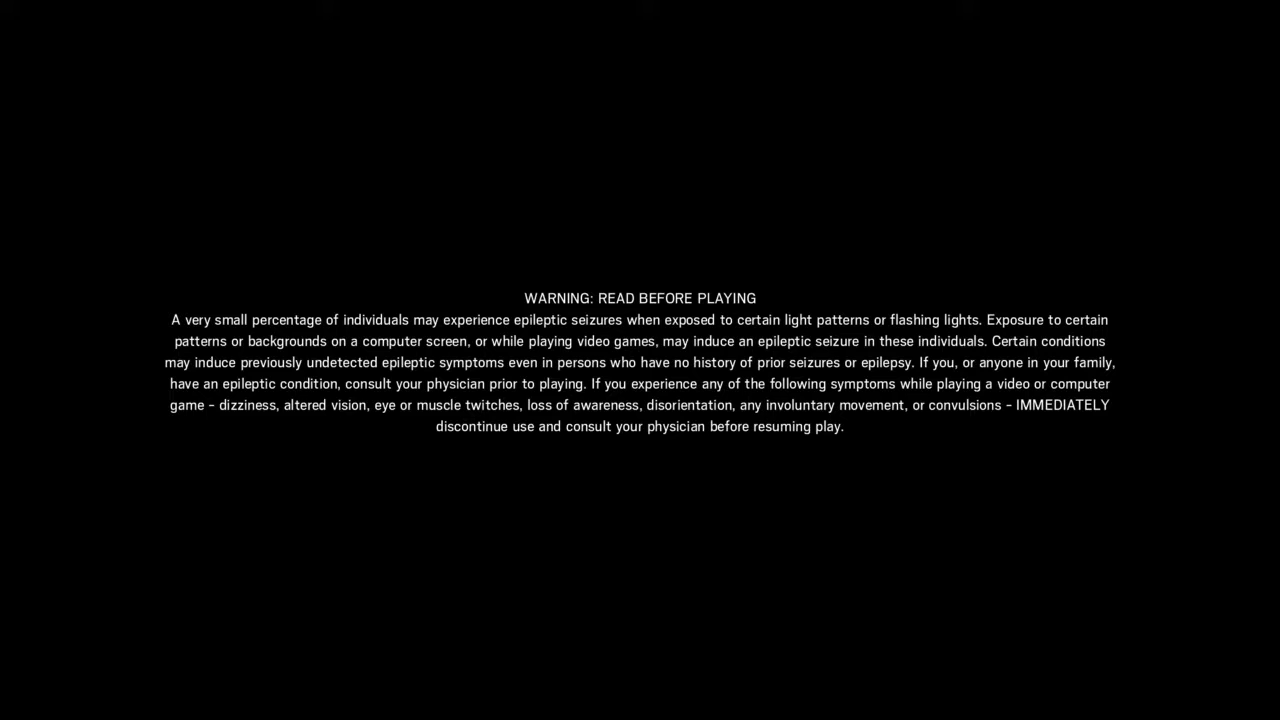 WARNING: READ BEFORE PLAYING
A very small percentage of individuals may experience epileptic seizures when exposed to certain light patterns or flashing lights. Exposure to certain
patterns or backgrounds on a computer screen, or while playing video games, may induce an epileptic seizure in these individuals. Certain conditions
may induce previously undetected epileptic symptoms even in persons who have no history of prior seizures or epilepsy. If you, or anyone in your family,
have an epileptic condition, consult your physician prior to playing. If you experience any of the following symptoms while playing a video or computer
game – dizziness, altered vision, eye or muscle twitches, loss of awareness, disorientation, any involuntary movement, or convulsions – IMMEDIATELY
discontinue use and consult your physician before resuming play.